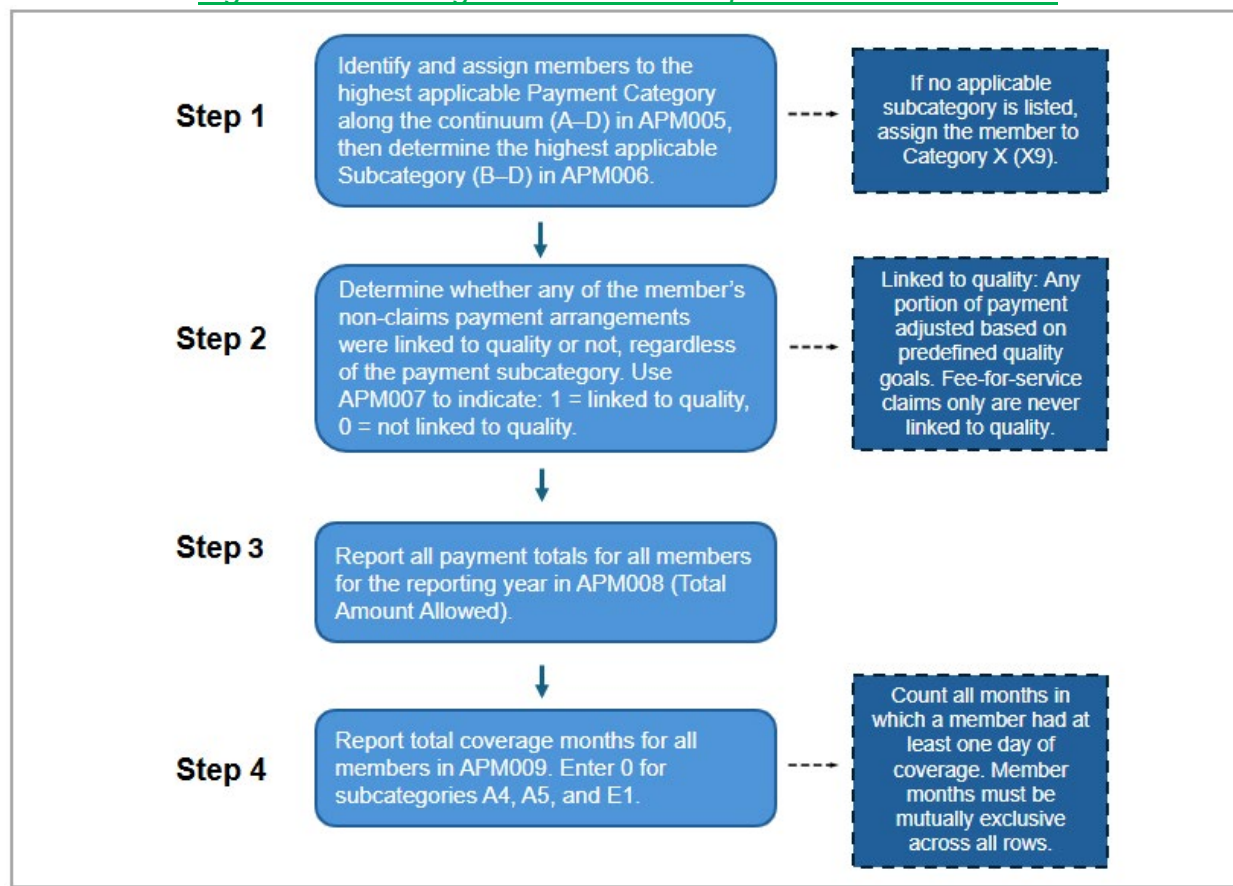 Step 1
Identify and assign members to the
highest applicable Payment Category
along the continuum (A–D) in APM005,
then determine the highest applicable
Subcategory (B–D) in APM006.
If no applicable
subcategory is listed,
assign the member to
Category X (X9).
Step 2
Determine whether any of the member's
non-claims payment arrangements
were linked to quality or not, regardless
of the payment subcategory. Use
APM007 to indicate: 1 = linked to quality,
0 = not linked to quality.
Linked to quality: Any
portion of payment
adjusted based on
predefined quality
goals. Fee-for-service
claims only are never
linked to quality.
Step 3
Report all payment totals for all members
for the reporting year in APM008 (Total
Amount Allowed).
Step 4
Report total coverage months for all
members in APM009. Enter 0 for
subcategories A4, A5, and E1.
Count all months in
which a member had at
least one day of
coverage. Member
months must be
mutually exclusive
across all rows.